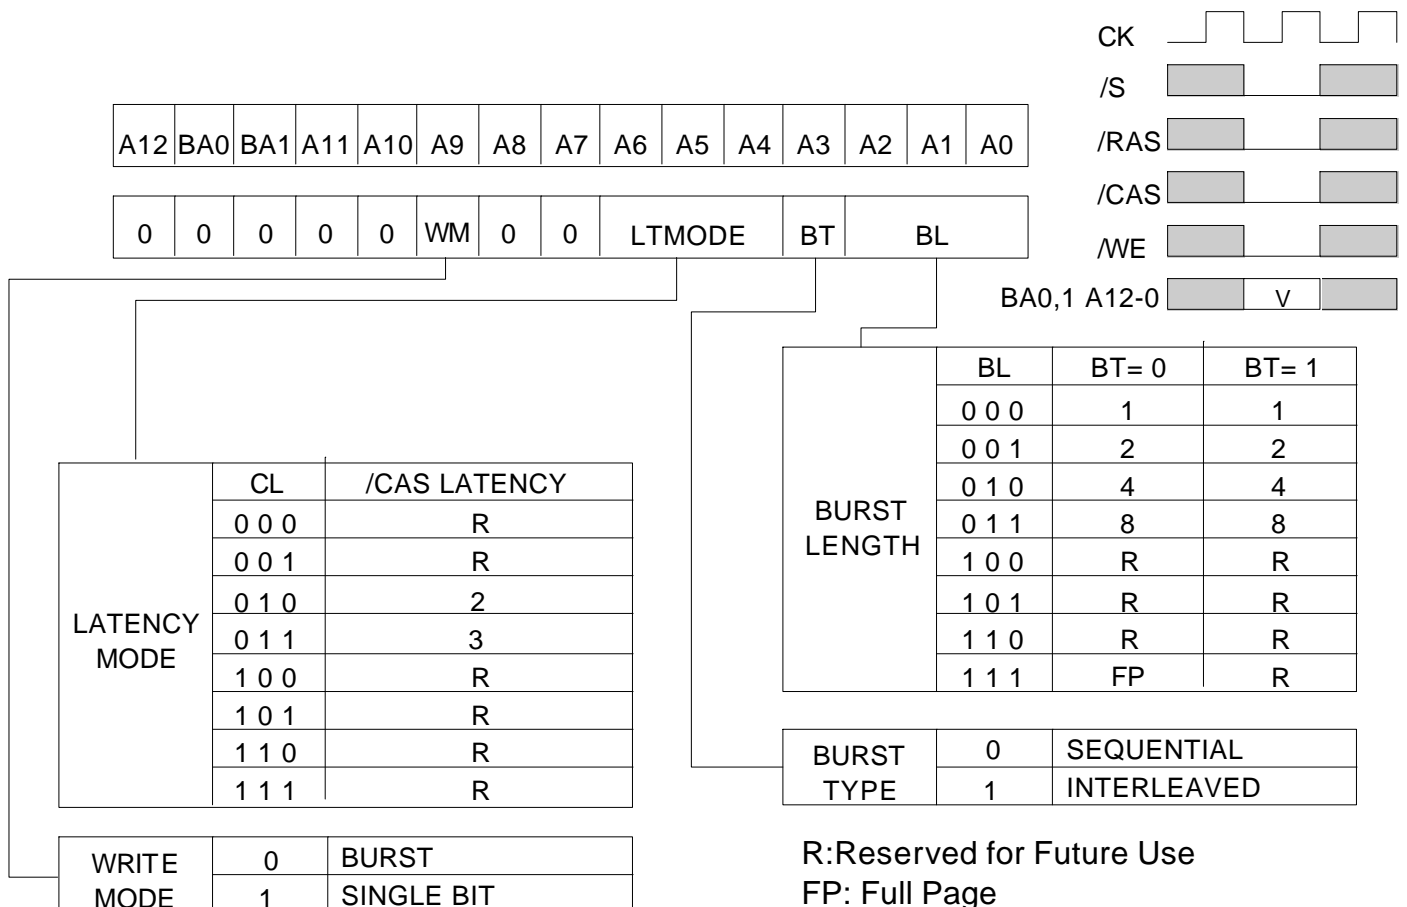 CK
/S
/RAS
/CAS
/WE
BA0,1 A12-0 V
A12 BA0 BA1 A11 A10 A9 A8 A7 A6 A5 A4 A3 A2 A1 A0
0 0 0 0 0 WM 0 0 LTMODE BT BL
BURST LENGTH
BL BT= 0 BT= 1
0 0 0 1 1
0 0 1 2 2
0 1 0 4 4
0 1 1 8 8
1 0 0 R R
1 0 1 R R
1 1 0 R R
1 1 1 FP R
LATENCY MODE
CL /CAS LATENCY
0 0 0 R
0 0 1 R
0 1 0 2
0 1 1 3
1 0 0 R
1 0 1 R
1 1 0 R
1 1 1 R
BURST TYPE
0 SEQUENTIAL
1 INTERLEAVED
WRITE MODE
0 BURST
1 SINGLE BIT
R:Reserved for Future Use
FP: Full Page